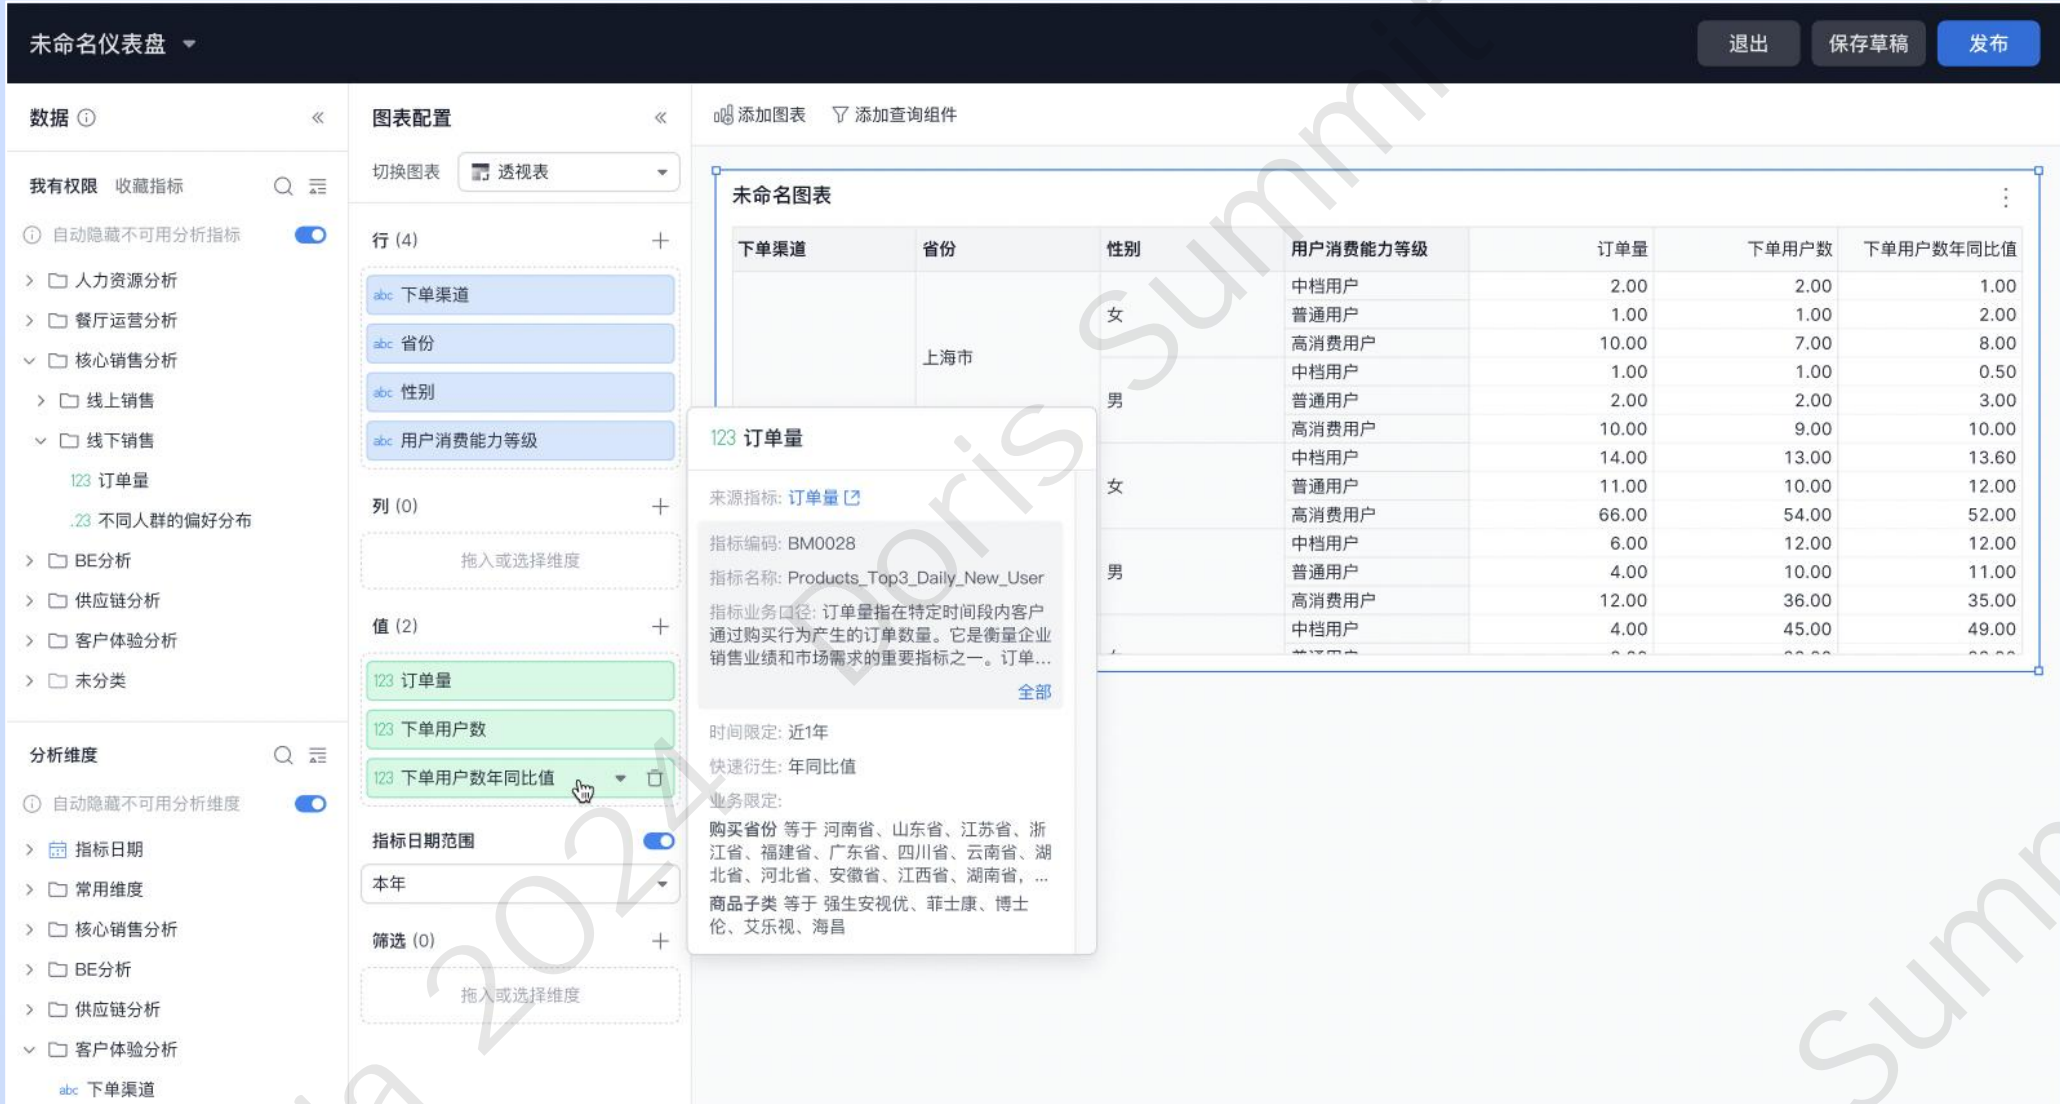 未命名仪表盘
退出
保存草稿
发布
数据
我有权限 收藏指标
自动隐藏不可用分析指标
人力资源分析
餐厅运营分析
核心销售分析
线上销售
线下销售
123 订单量
.23 不同人群的偏好分布
BE分析
供应链分析
客户体验分析
未分类
分析维度
自动隐藏不可用分析维度
指标日期
常用维度
核心销售分析
BE分析
供应链分析
客户体验分析
abc 下单渠道
图表配置
切换图表 透视表
行 (4)
abc 下单渠道
abc 省份
abc 性别
abc 用户消费能力等级
列 (0)
拖入或选择维度
值 (2)
123 订单量
123 下单用户数
123 下单用户数年同比值
指标日期范围
本年
筛选 (0)
拖入或选择维度
添加图表 添加查询组件
未命名图表
下单渠道 省份 性别 用户消费能力等级 订单量 下单用户数 下单用户数年同比值
中档用户 2.00 2.00 1.00
女 普通用户 1.00 1.00 2.00
高消费用户 10.00 7.00 8.00
上海市
中档用户 1.00 1.00 0.50
男 普通用户 2.00 2.00 3.00
高消费用户 10.00 9.00 10.00
中档用户 14.00 13.00 13.60
女 普通用户 11.00 10.00 12.00
高消费用户 66.00 54.00 52.00
中档用户 6.00 12.00 12.00
男 普通用户 4.00 10.00 11.00
高消费用户 12.00 36.00 35.00
中档用户 4.00 45.00 49.00
123 订单量
来源指标: 订单量
指标编码: BM0028
指标名称: Products_Top3_Daily_New_User
指标业务口径: 订单量指在特定时间段内客户
通过购买行为产生的订单数量。它是衡量企业
销售业绩和市场需求的重要指标之一。订单...
全部
时间限定: 近1年
快速衍生: 年同比值
业务限定:
购买省份 等于 河南省、山东省、江苏省、浙
江省、福建省、广东省、四川省、云南省、湖
北省、河北省、安徽省、江西省、湖南省, ...
商品子类 等于 强生安视优、菲士康、博士
伦、艾乐视、海昌
Doris Summit
2024